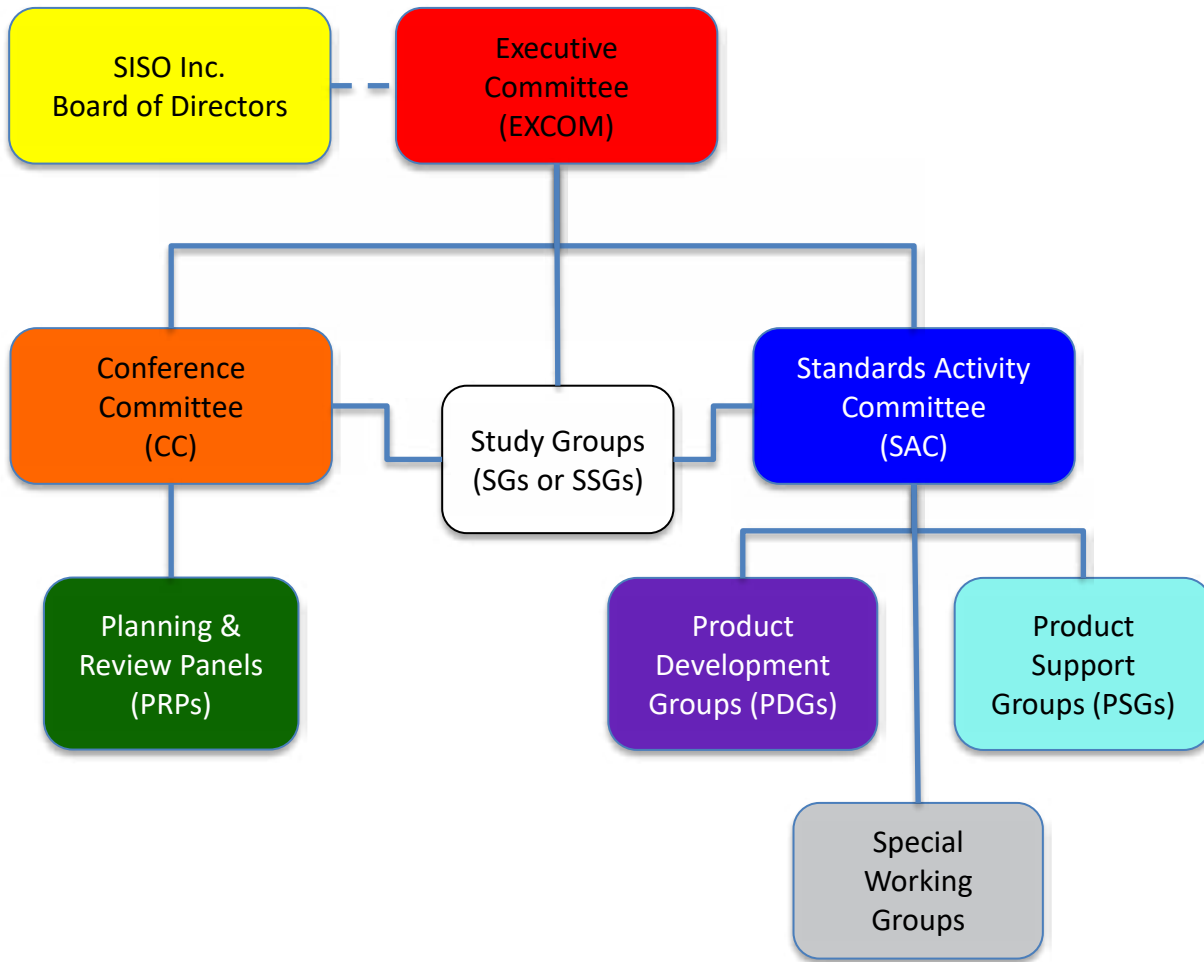 SISO Inc.
Board of Directors
Executive
Committee
(EXCOM)
Conference
Committee
(CC)
Study Groups
(SGs or SSGs)
Standards Activity
Committee
(SAC)
Planning &
Review Panels
(PRPs)
Product
Development
Groups (PDGs)
Product
Support
Groups (PSGs)
Special
Working
Groups